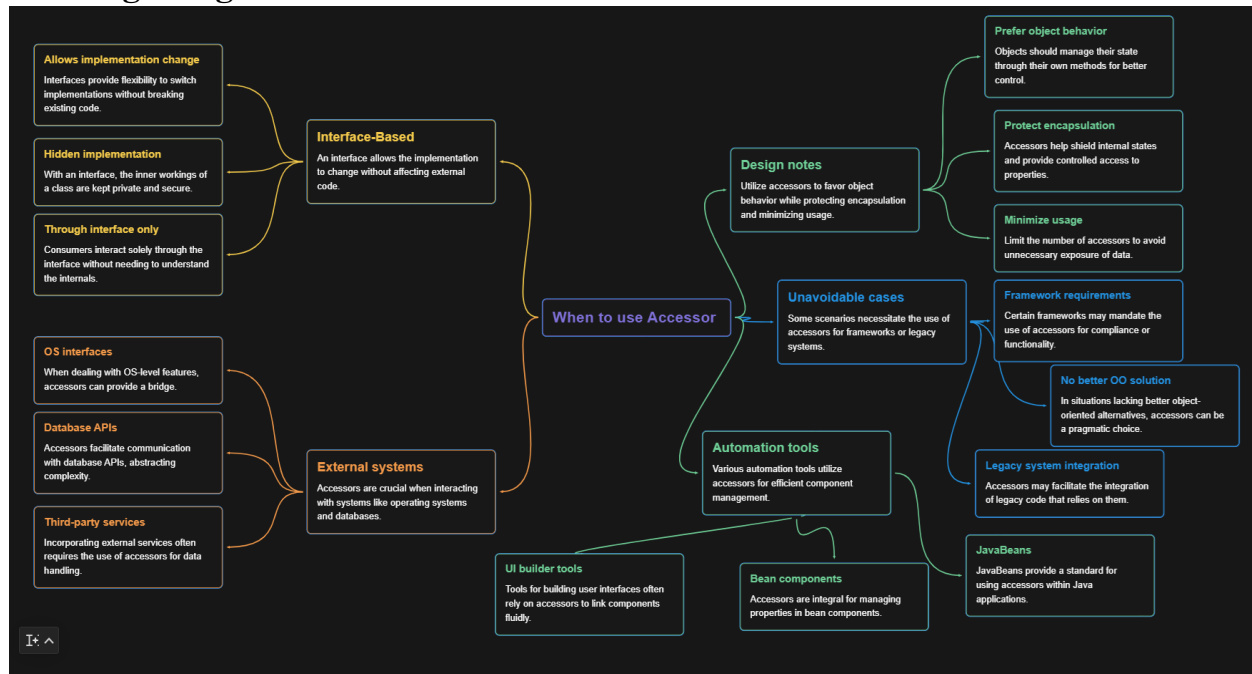 Allows implementation change
Interfaces provide flexibility to switch
implementations without breaking
existing code.
Hidden implementation
With an interface, the inner workings of
a class are kept private and secure.
Through interface only
Consumers interact solely through the
interface without needing to understand
the internals.
Interface-Based
An interface allows the implementation
to change without affecting external
code.
OS interfaces
When dealing with OS-level features,
accessors can provide a bridge.
Database APIs
Accessors facilitate communication
with database APIs, abstracting
complexity.
Third-party services
Incorporating external services often
requires the use of accessors for data
handling.
External systems
Accessors are crucial when interacting
with systems like operating systems
and databases.
When to use Accessor
Design notes
Utilize accessors to favor object
behavior while protecting encapsulation
and minimizing usage.
Prefer object behavior
Objects should manage their state
through their own methods for better
control.
Protect encapsulation
Accessors help shield internal states
and provide controlled access to
properties.
Minimize usage
Limit the number of accessors to avoid
unnecessary exposure of data.
Unavoidable cases
Some scenarios necessitate the use of
accessors for frameworks or legacy
systems.
Framework requirements
Certain frameworks may mandate the
use of accessors for compliance or
functionality.
No better OO solution
In situations lacking better object-
oriented alternatives, accessors can be
a pragmatic choice.
Legacy system integration
Accessors may facilitate the integration
of legacy code that relies on them.
Automation tools
Various automation tools utilize
accessors for efficient component
management.
UI builder tools
Tools for building user interfaces often
rely on accessors to link components
fluidly.
Bean components
Accessors are integral for managing
properties in bean components.
JavaBeans
JavaBeans provide a standard for
using accessors within Java
applications.